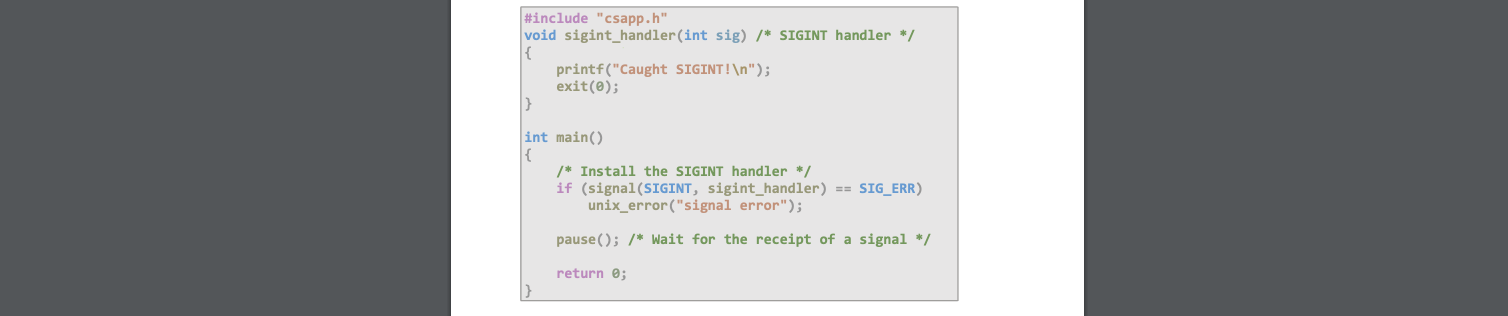 #include "csapp.h"
void sigint_handler(int sig) /* SIGINT handler */
{
    printf("Caught SIGINT!\n");
    exit(0);
}

int main()
{
    /* Install the SIGINT handler */
    if (signal(SIGINT, sigint_handler) == SIG_ERR)
        unix_error("signal error");

    pause(); /* Wait for the receipt of a signal */

    return 0;
}